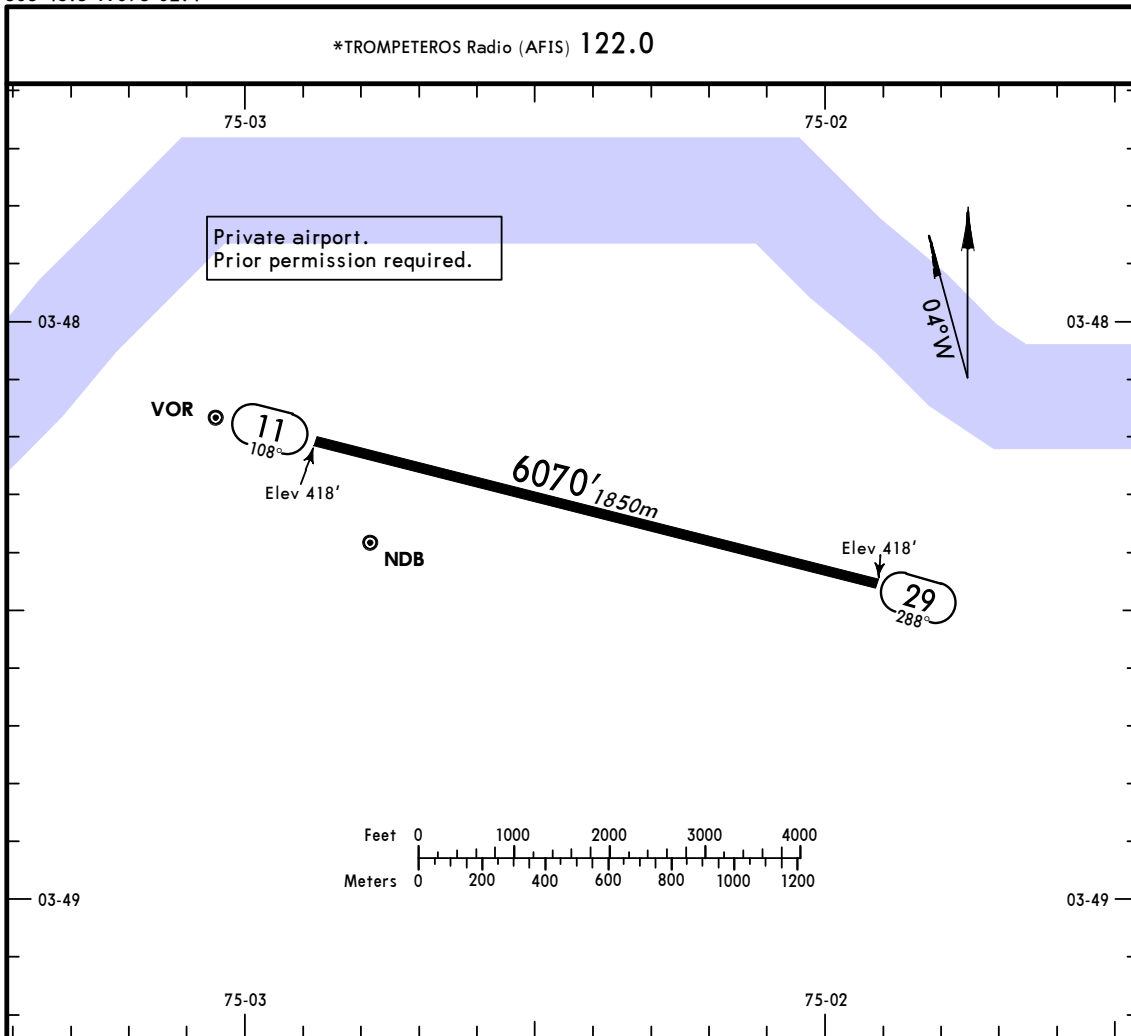 *TROMPETEROS Radio (AFIS) 122.0
75-03
75-02
Private airport.
Prior permission required.
03-48
03-48
04°W
VOR
11
108°
Elev 418'
6070' 1850m
NDB
Elev 418'
29
288°
Feet 0 1000 2000 3000 4000
Meters 0 200 400 600 800 1000 1200
03-49
03-49
75-03
75-02